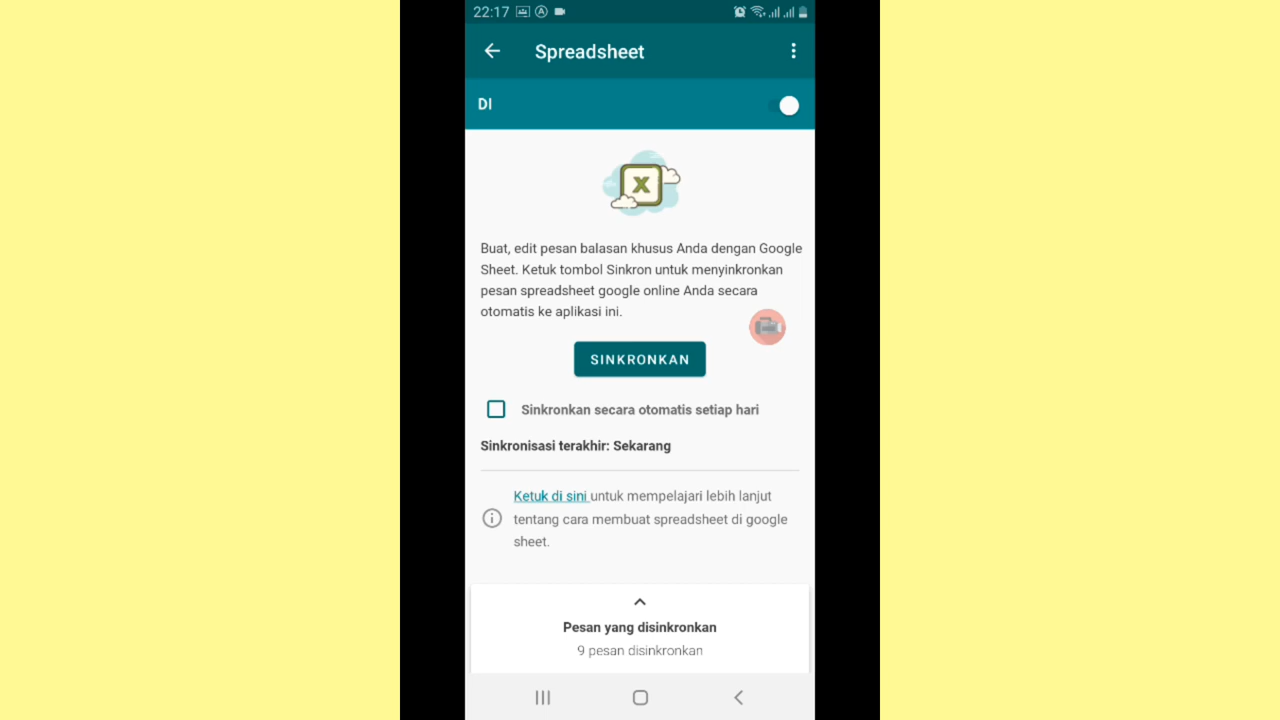 22:17
Spreadsheet
DI
X
Buat, edit pesan balasan khusus Anda dengan Google
Sheet. Ketuk tombol Sinkron untuk menyinkronkan
pesan spreadsheet google online Anda secara
otomatis ke aplikasi ini.
SINKRONKAN
Sinkronkan secara otomatis setiap hari
Sinkronisasi terakhir: Sekarang
Ketuk di sini untuk mempelajari lebih lanjut
tentang cara membuat spreadsheet di google
sheet.
Pesan yang disinkronkan
9 pesan disinkronkan